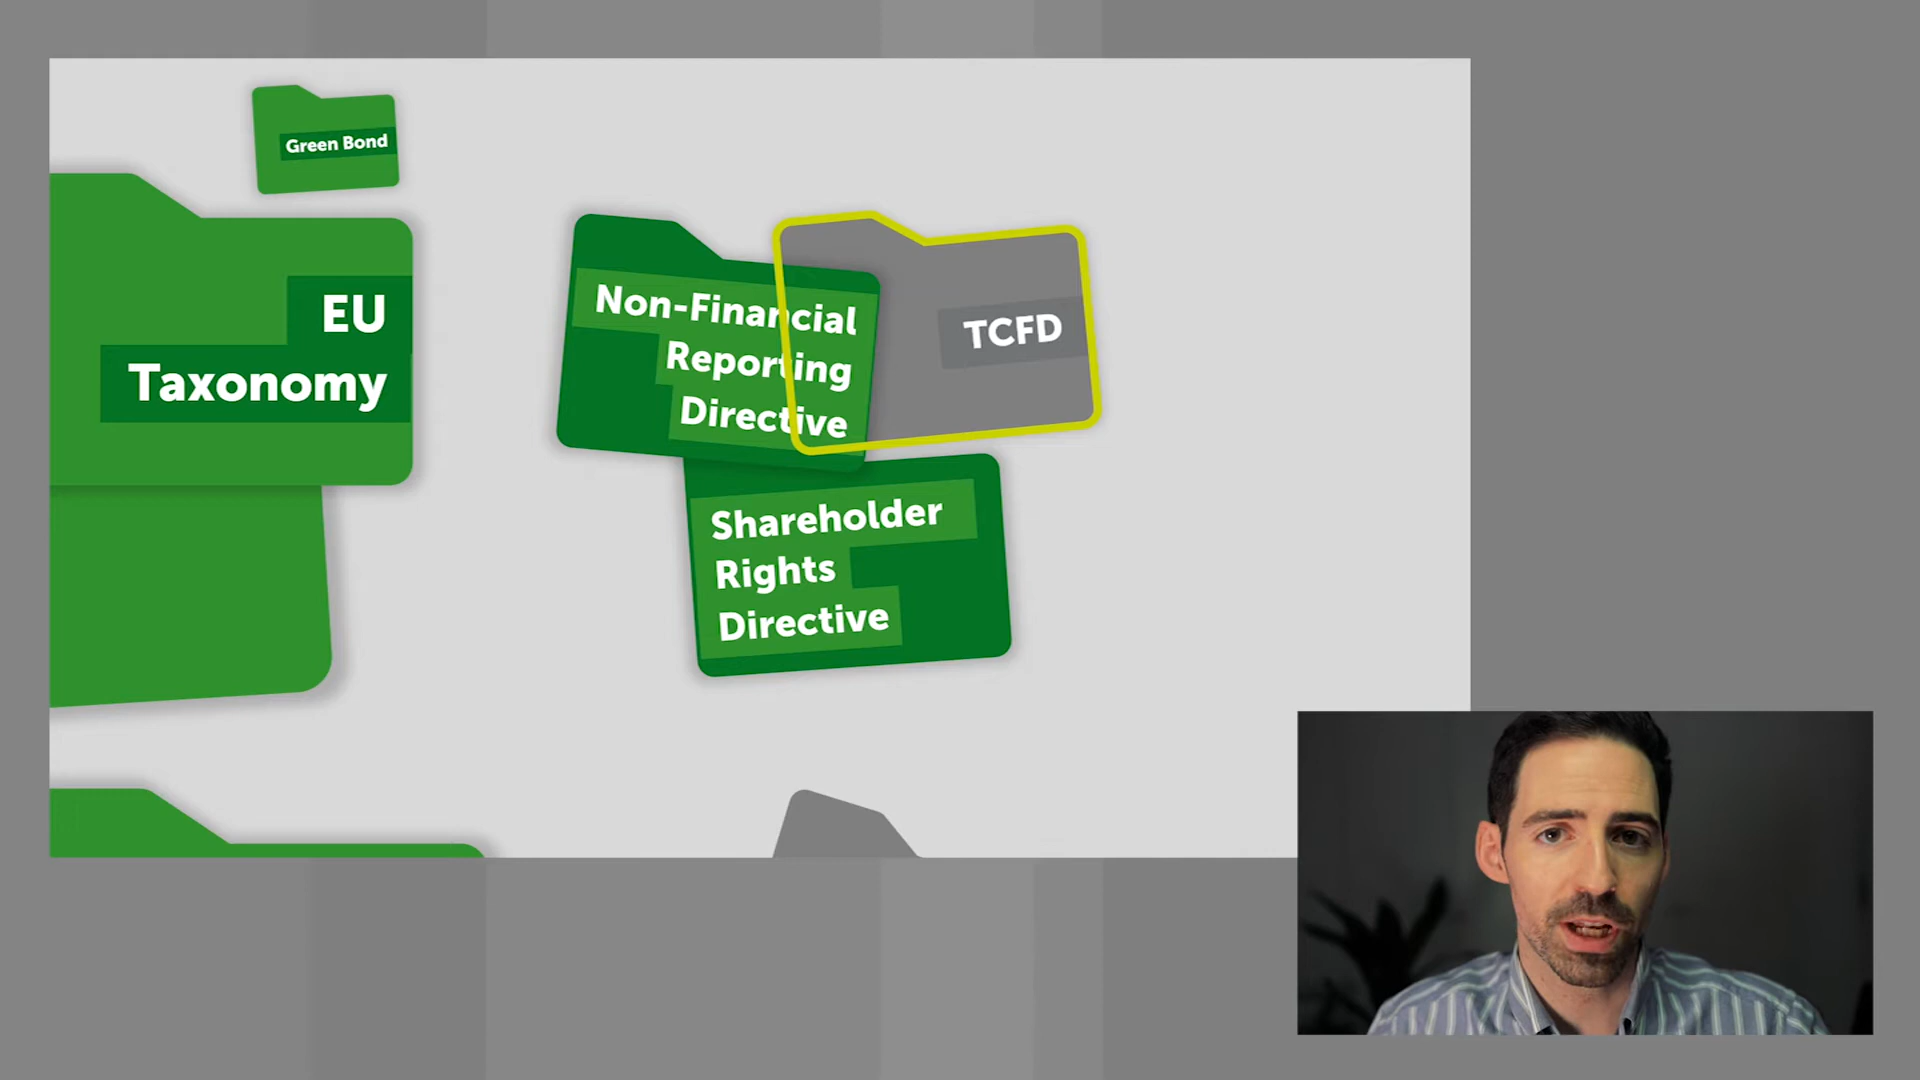 Green Bond
EU
Taxonomy
Non-Financial
Reporting
Directive
TCFD
Shareholder
Rights
Directive